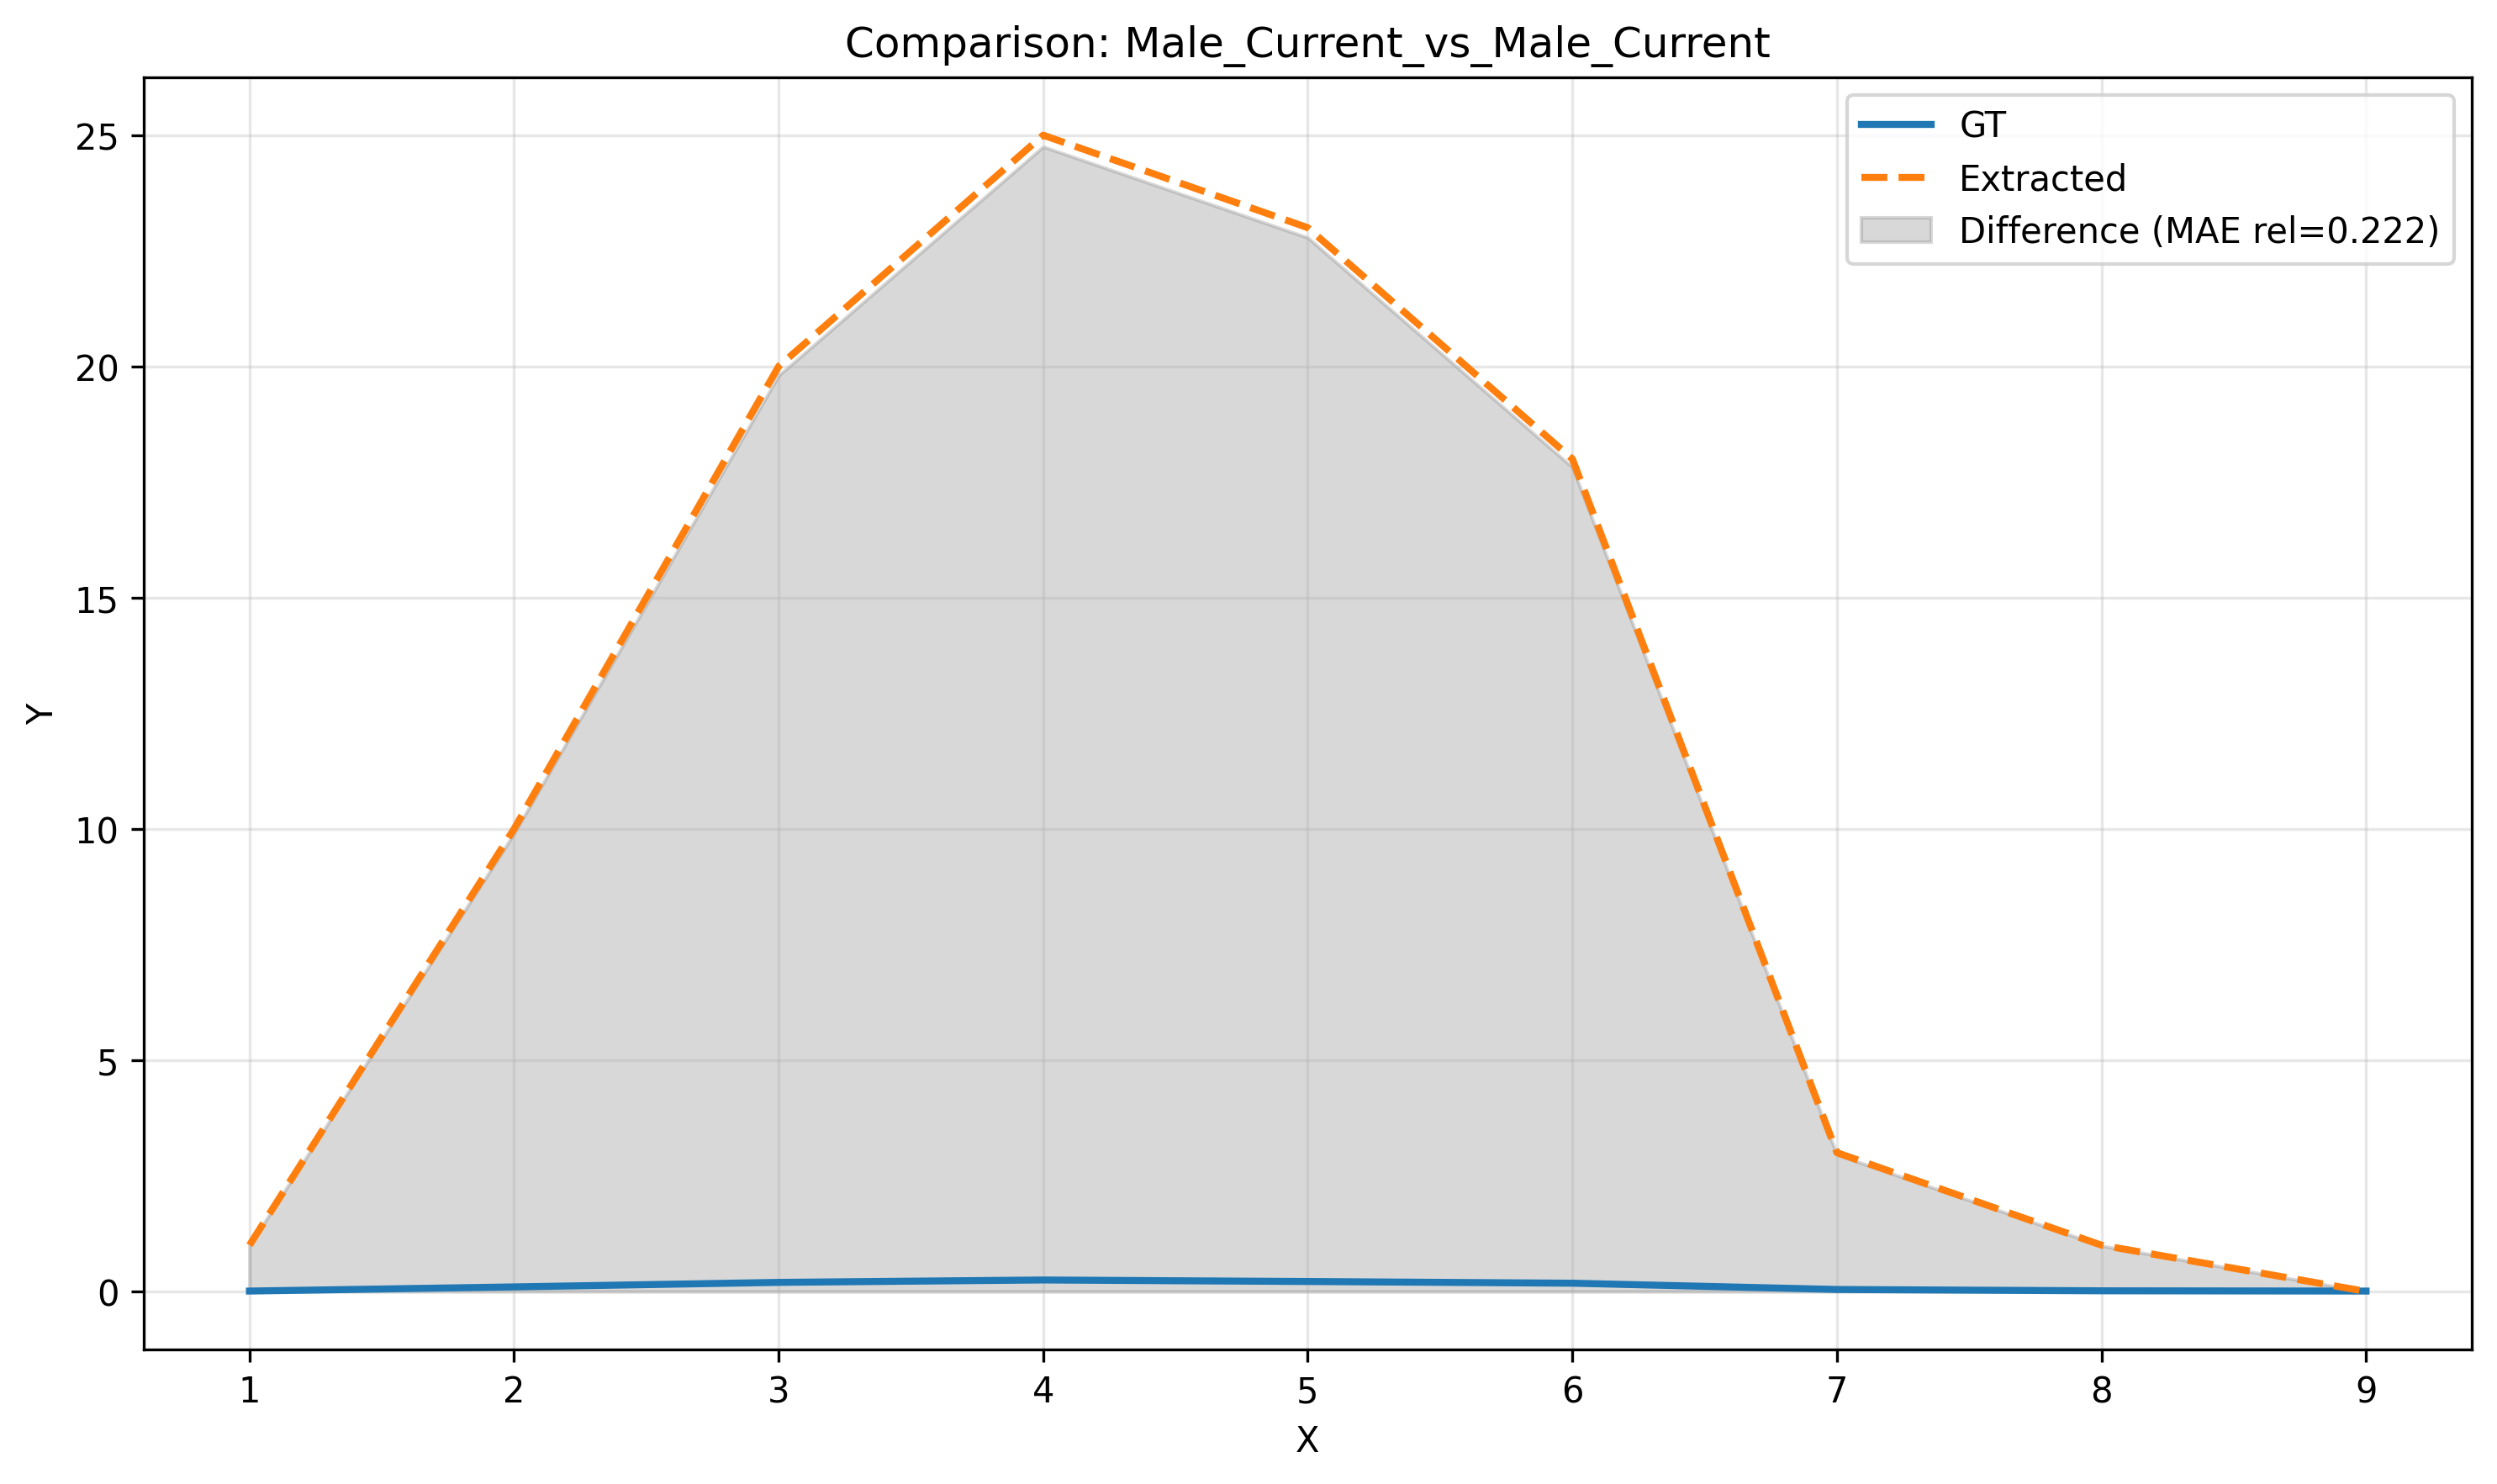 Comparison: Male_Current_vs_Male_Current
GT
Extracted
Difference (MAE rel=0.222)
Y
25
20
15
10
5
0
1 2 3 4 5 6 7 8 9
X